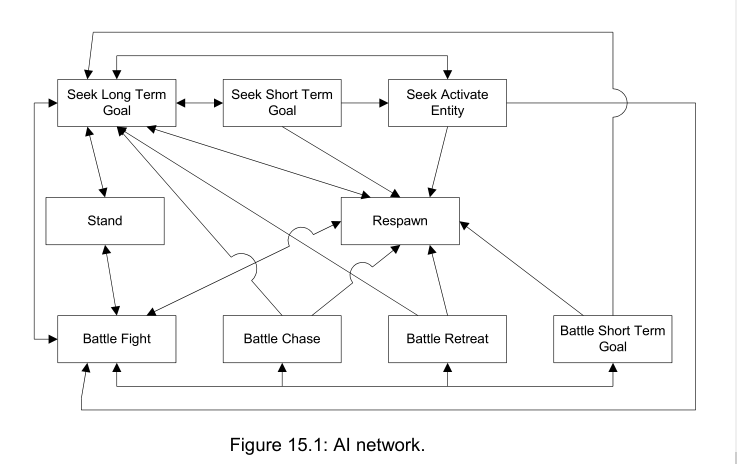 Seek Long Term
Goal
Seek Short Term
Goal
Seek Activate
Entity
Stand
Respawn
Battle Fight
Battle Chase
Battle Retreat
Battle Short Term
Goal
Figure 15.1: AI network.